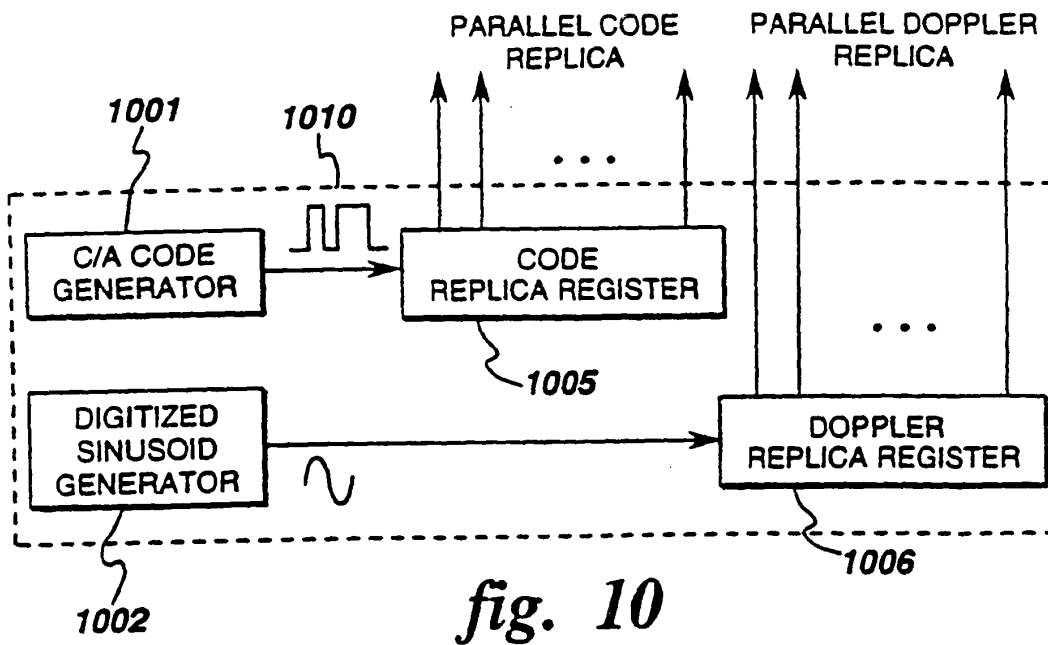 PARALLEL CODE
REPLICA
PARALLEL DOPPLER
REPLICA
1001
1010
. . .
C/A CODE
GENERATOR
CODE
REPLICA REGISTER
. . .
1005
DIGITIZED
SINUSOID
GENERATOR
DOPPLER
REPLICA REGISTER
1002
1006
fig. 10